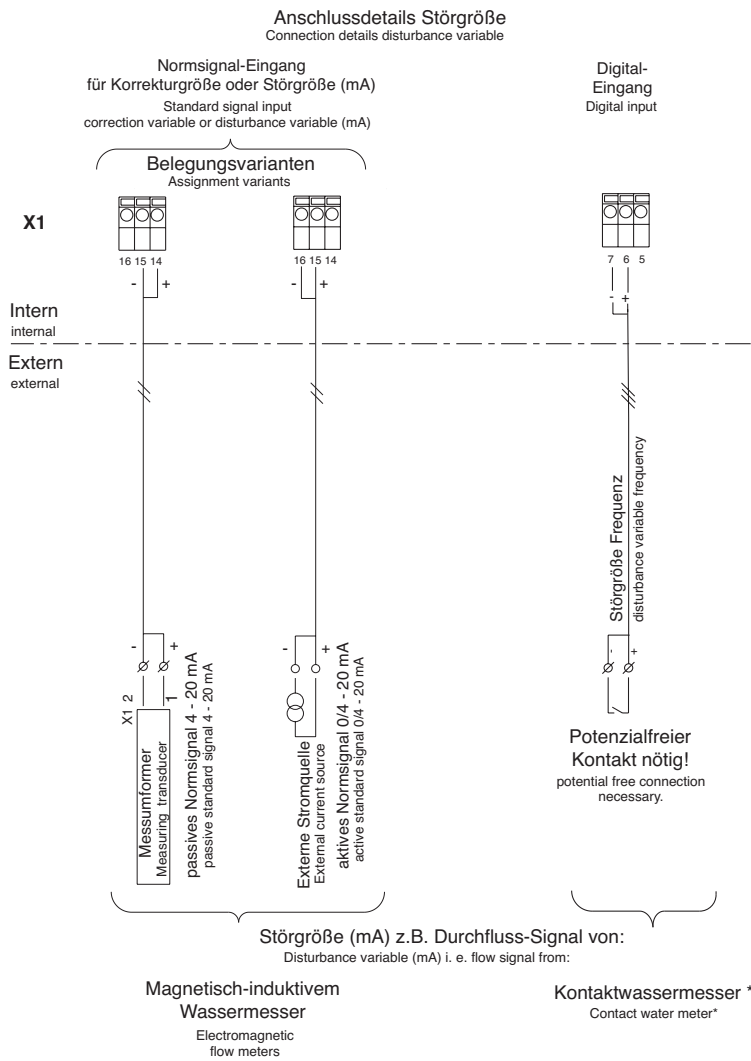 Anschlussdetails Störgröße
Connection details disturbance variable
Normsignal-Eingang
für Korrekturgröße oder Störgröße (mA)
Standard signal input
correction variable or disturbance variable (mA)
Digital-
Eingang
Digital input
Belegungsvarianten
Assignment variants
X1
16 15 14
- +
16 15 14
- +
7 6 5
- +
Intern
internal
Extern
external
Störgröße Frequenz
disturbance variable frequency
- +
X1 2 1
Messumformer
Measuring transducer
passives Normsignal 4 - 20 mA
passive standard signal 4 - 20 mA
- +
Externe Stromquelle
External current source
aktives Normsignal 0/4 - 20 mA
active standard signal 0/4 - 20 mA
- +
Potenzialfreier
Kontakt nötig!
potential free connection
necessary.
Störgröße (mA) z.B. Durchfluss-Signal von:
Disturbance variable (mA) i. e. flow signal from:
Magnetisch-induktivem
Wassermesser
Electromagnetic
flow meters
Kontaktwassermesser *
Contact water meter*